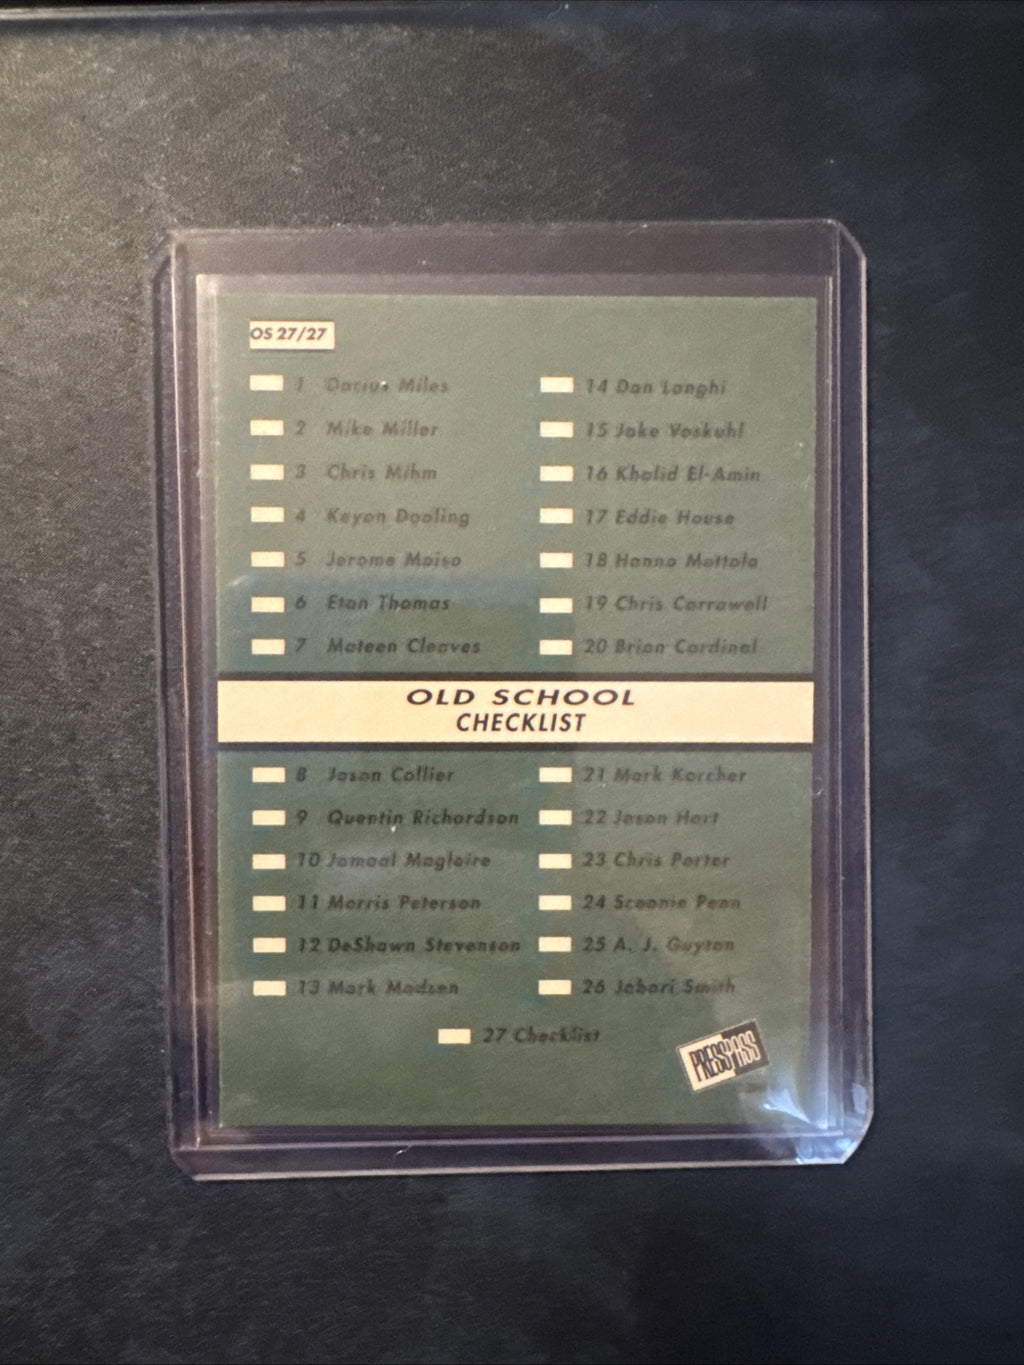 OS 27/27
1 Darius Miles
2 Mike Miller
3 Chris Mihm
4 Keyon Dooling
5 Jerome Moiso
6 Etan Thomas
7 Mateen Cleaves
14 Dan Langhi
15 Jake Voskuhl
16 Khalid El-Amin
17 Eddie House
18 Hanno Mottola
19 Chris Carrawell
20 Brian Cardinal
OLD SCHOOL
CHECKLIST
8 Jason Collier
9 Quentin Richardson
10 Jamaal Magloire
11 Morris Peterson
12 DeShawn Stevenson
13 Mark Madsen
21 Mark Karcher
22 Jason Hart
23 Chris Porter
24 Scoonie Penn
25 A. J. Guyton
26 Jabari Smith
27 Checklist
PRESS PASS